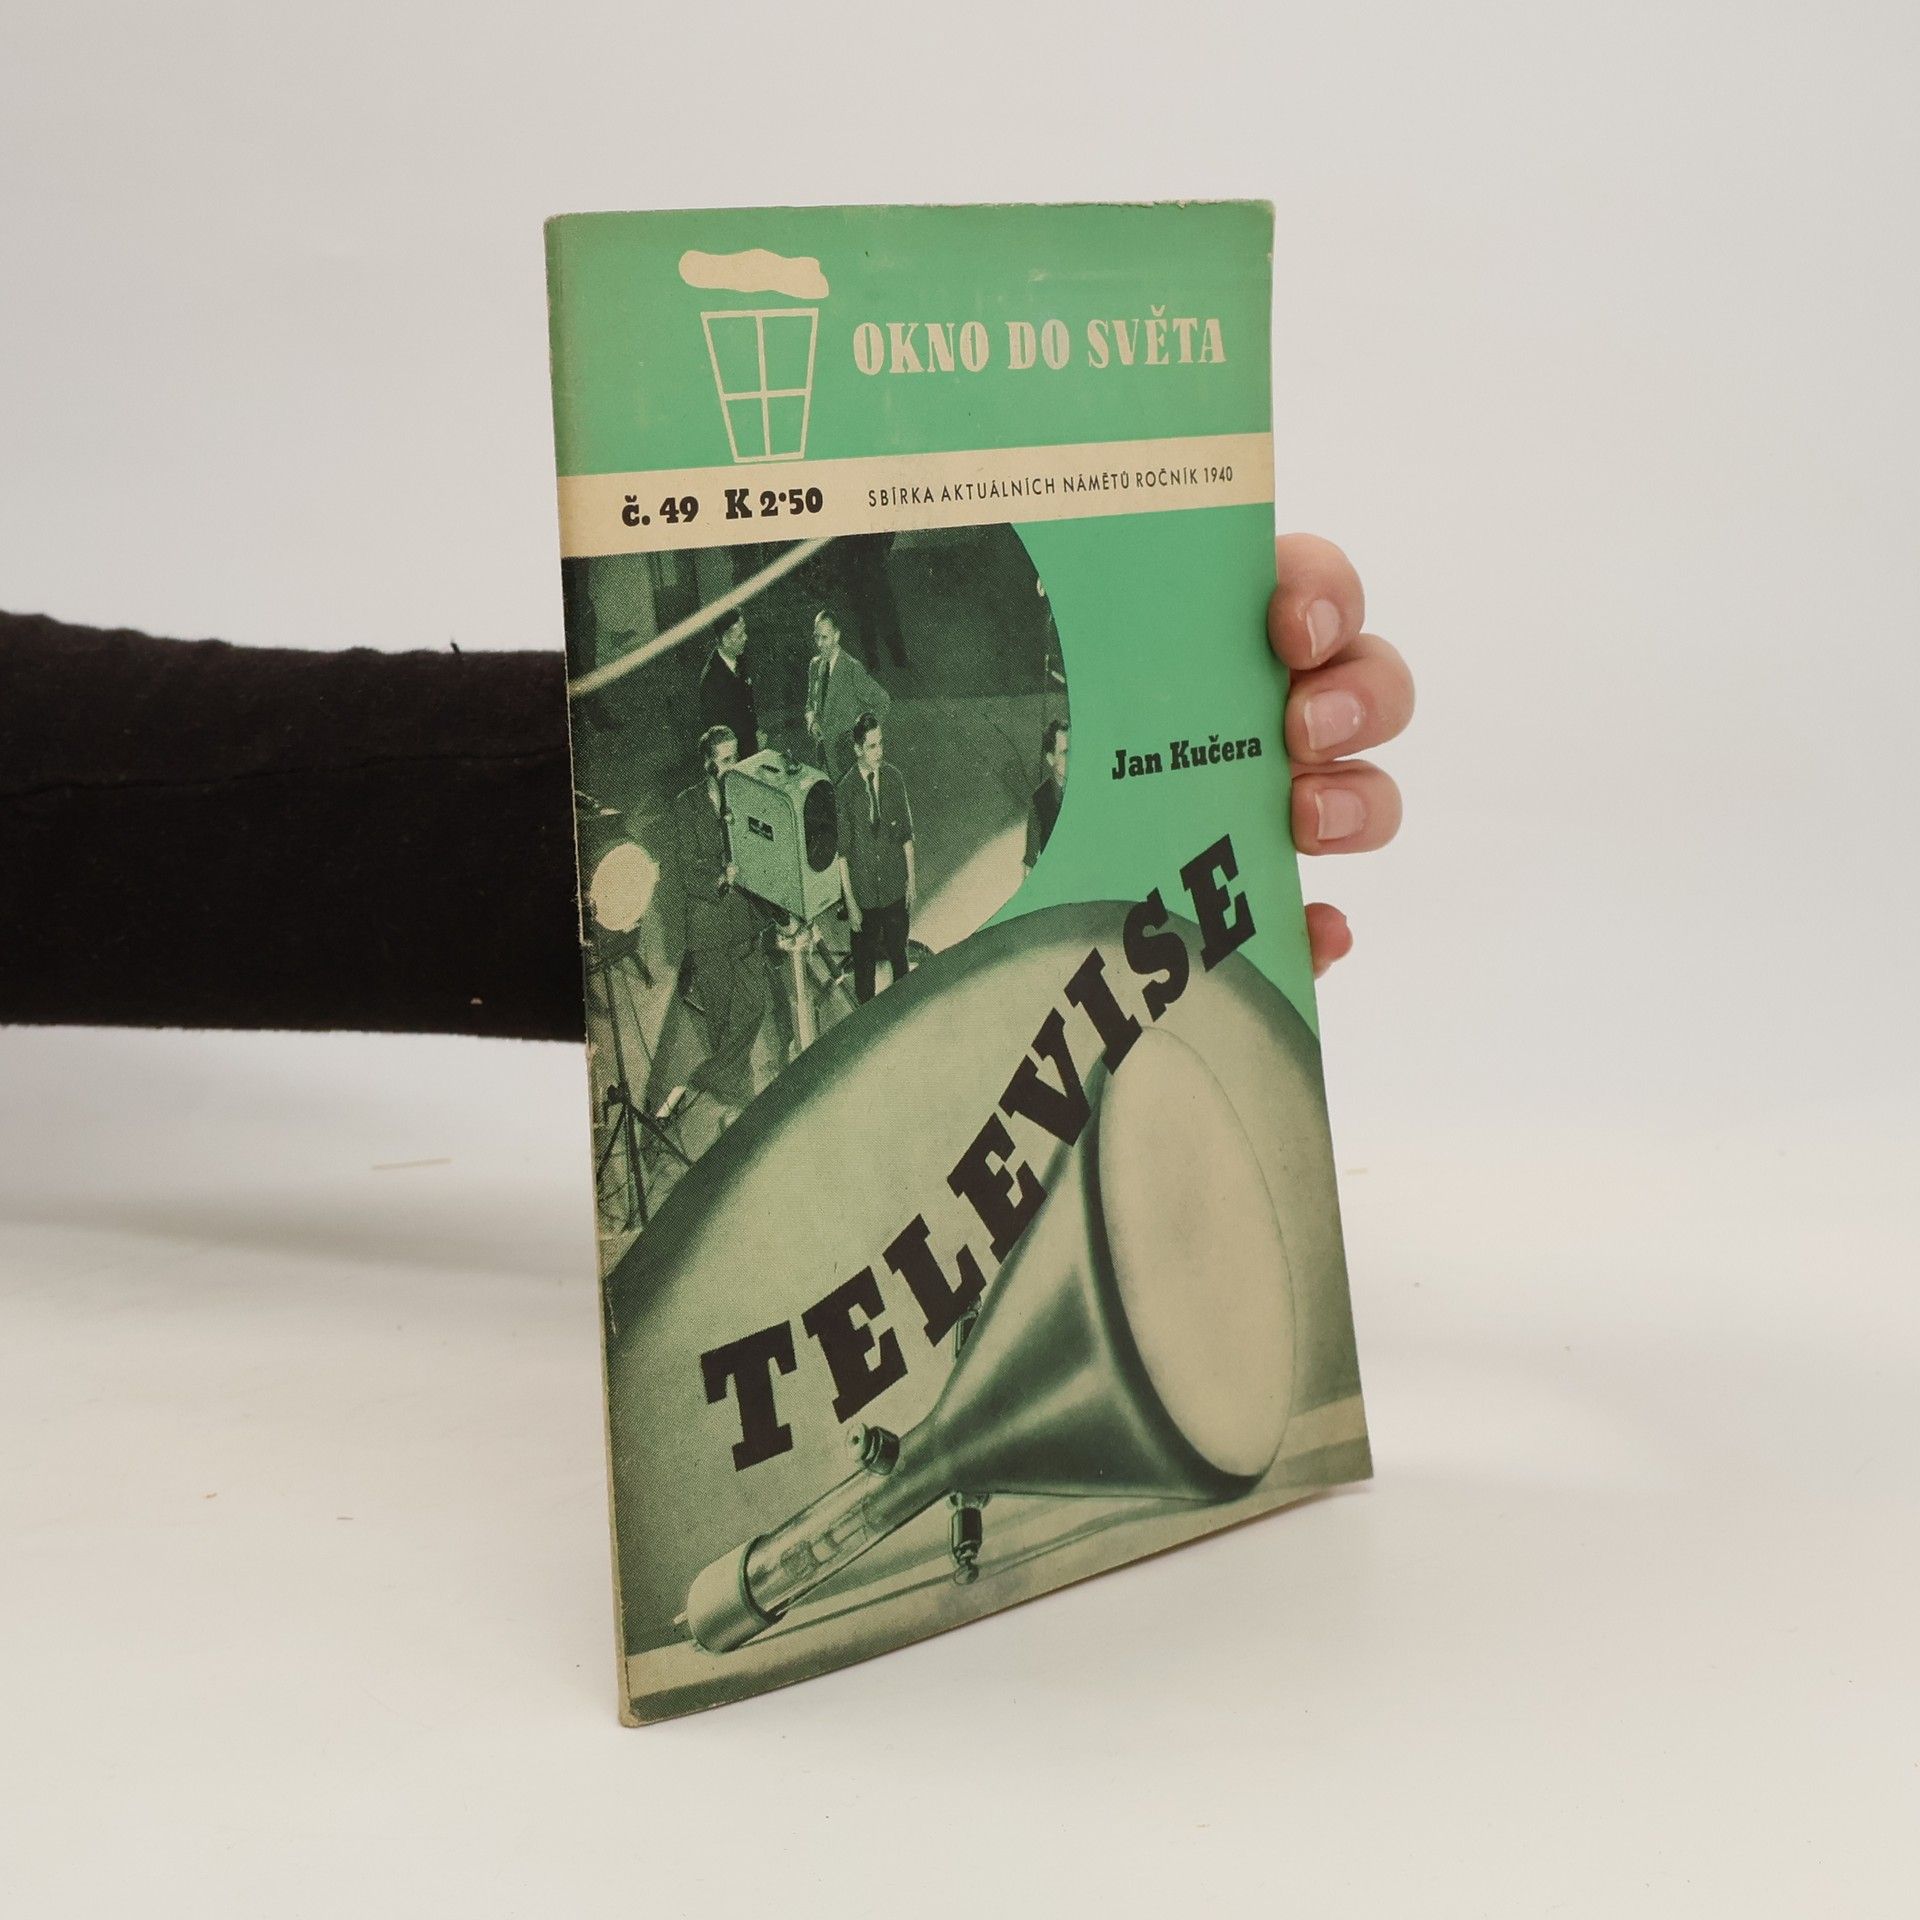 OKNO DO SVĚTA
č. 49 K 2·50 SBÍRKA AKTUÁLNÍCH NÁMĚTŮ ROČNÍK 1940
Jan Kučera
TELEVISE